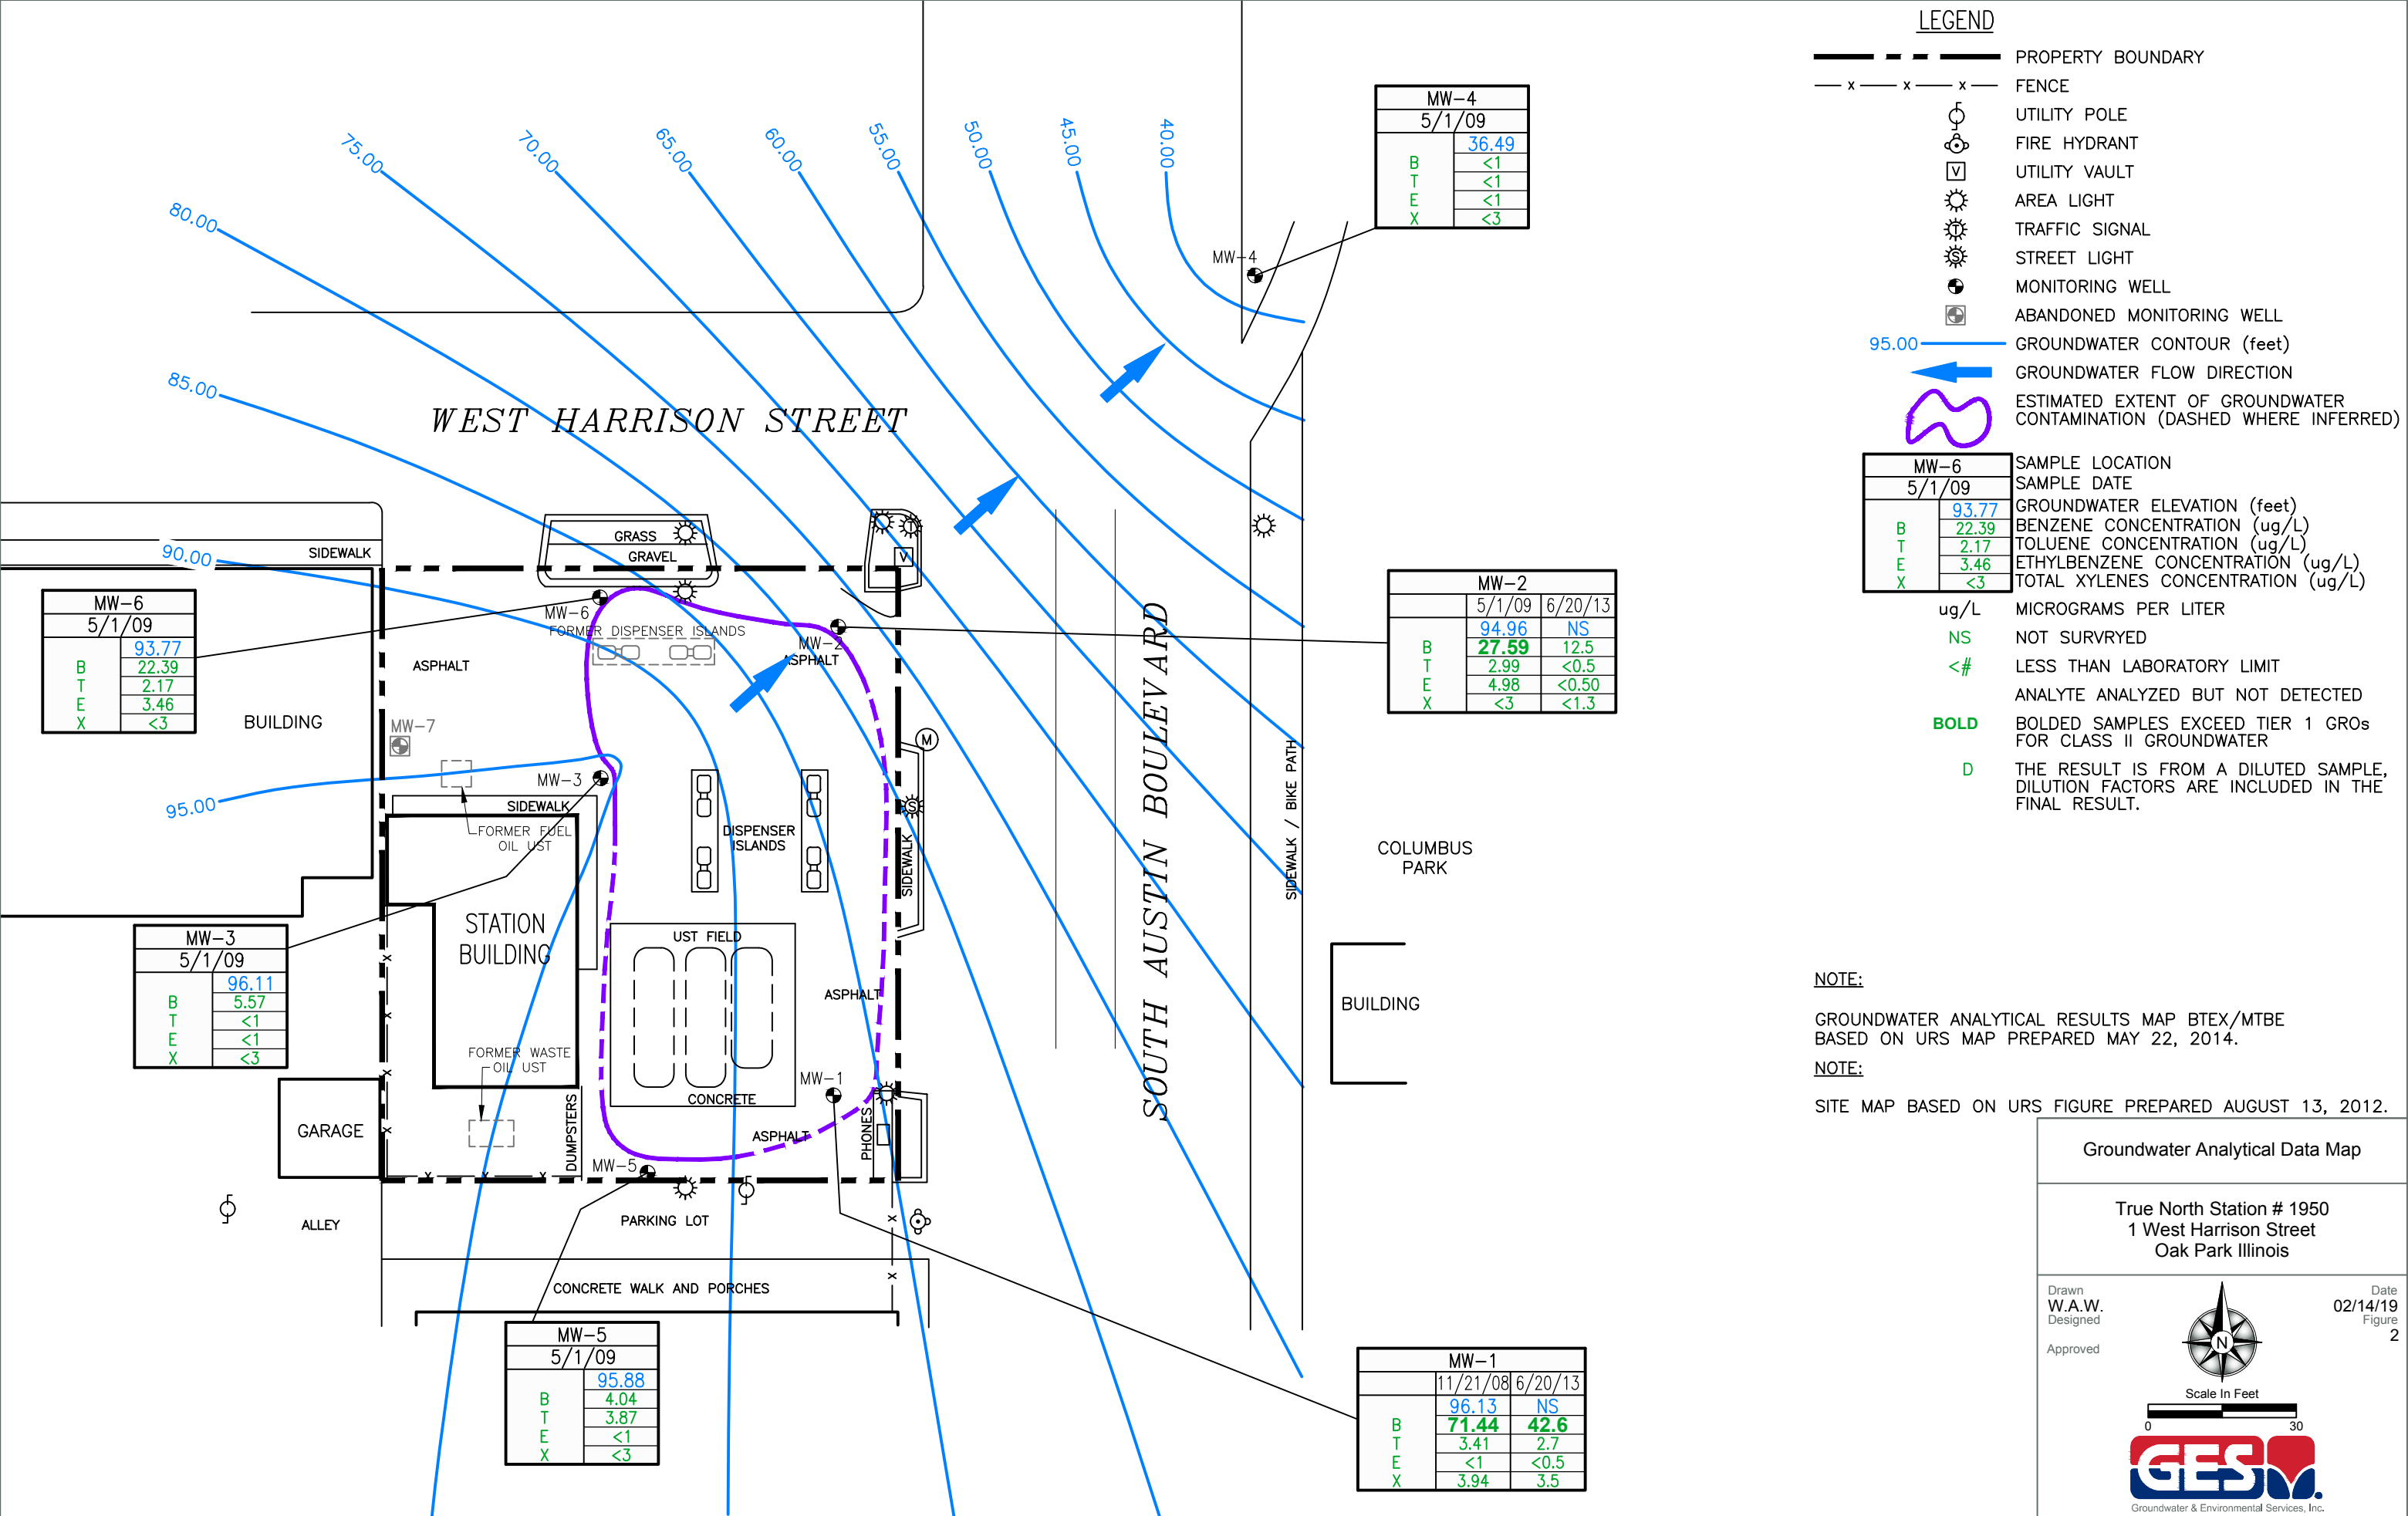 LEGEND
PROPERTY BOUNDARY
x x x FENCE
UTILITY POLE
FIRE HYDRANT
V UTILITY VAULT
AREA LIGHT
T TRAFFIC SIGNAL
S STREET LIGHT
MONITORING WELL
ABANDONED MONITORING WELL
95.00 GROUNDWATER CONTOUR (feet)
GROUNDWATER FLOW DIRECTION
ESTIMATED EXTENT OF GROUNDWATER
CONTAMINATION (DASHED WHERE INFERRED)
MW-6 SAMPLE LOCATION
5/1/09 SAMPLE DATE
93.77 GROUNDWATER ELEVATION (feet)
B 22.39 BENZENE CONCENTRATION (ug/L)
T 2.17 TOLUENE CONCENTRATION (ug/L)
E 3.46 ETHYLBENZENE CONCENTRATION (ug/L)
X <3 TOTAL XYLENES CONCENTRATION (ug/L)
ug/L MICROGRAMS PER LITER
NS NOT SURVRYED
<# LESS THAN LABORATORY LIMIT
ANALYTE ANALYZED BUT NOT DETECTED
BOLD BOLDED SAMPLES EXCEED TIER 1 GROs
FOR CLASS II GROUNDWATER
D THE RESULT IS FROM A DILUTED SAMPLE,
DILUTION FACTORS ARE INCLUDED IN THE
FINAL RESULT.
NOTE:
GROUNDWATER ANALYTICAL RESULTS MAP BTEX/MTBE
BASED ON URS MAP PREPARED MAY 22, 2014.
NOTE:
SITE MAP BASED ON URS FIGURE PREPARED AUGUST 13, 2012.
Groundwater Analytical Data Map
True North Station # 1950
1 West Harrison Street
Oak Park Illinois
Drawn
W.A.W.
Designed
Approved
Date
02/14/19
Figure
2
N
Scale In Feet
0 30
GES
Groundwater & Environmental Services, Inc.
75.00
70.00
65.00
60.00
55.00
50.00
45.00
40.00
80.00
85.00
90.00
95.00
MW-4
5/1/09
36.49
B <1
T <1
E <1
X <3
MW-4
WEST HARRISON STREET
SOUTH AUSTIN BOULEVARD
SIDEWALK / BIKE PATH
COLUMBUS
PARK
BUILDING
MW-2
5/1/09 6/20/13
94.96 NS
B 27.59 12.5
T 2.99 <0.5
E 4.98 <0.50
X <3 <1.3
MW-6
5/1/09
93.77
B 22.39
T 2.17
E 3.46
X <3
SIDEWALK
BUILDING
GRASS
GRAVEL
T
V
MW-6
FORMER DISPENSER ISLANDS
MW-2
ASPHALT
ASPHALT
MW-7
M
MW-3
S
SIDEWALK
FORMER FUEL
OIL UST
DISPENSER
ISLANDS
SIDEWALK
STATION
BUILDING
UST FIELD
ASPHALT
MW-3
5/1/09
96.11
B 5.57
T <1
E <1
X <3
FORMER WASTE
OIL UST
MW-1
CONCRETE
ASPHALT
PHONES
DUMPSTERS
GARAGE
MW-5
ALLEY
PARKING LOT
x
x
x
x
x x x
x
x
CONCRETE WALK AND PORCHES
MW-5
5/1/09
95.88
B 4.04
T 3.87
E <1
X <3
MW-1
11/21/08 6/20/13
96.13 NS
B 71.44 42.6
T 3.41 2.7
E <1 <0.5
X 3.94 3.5